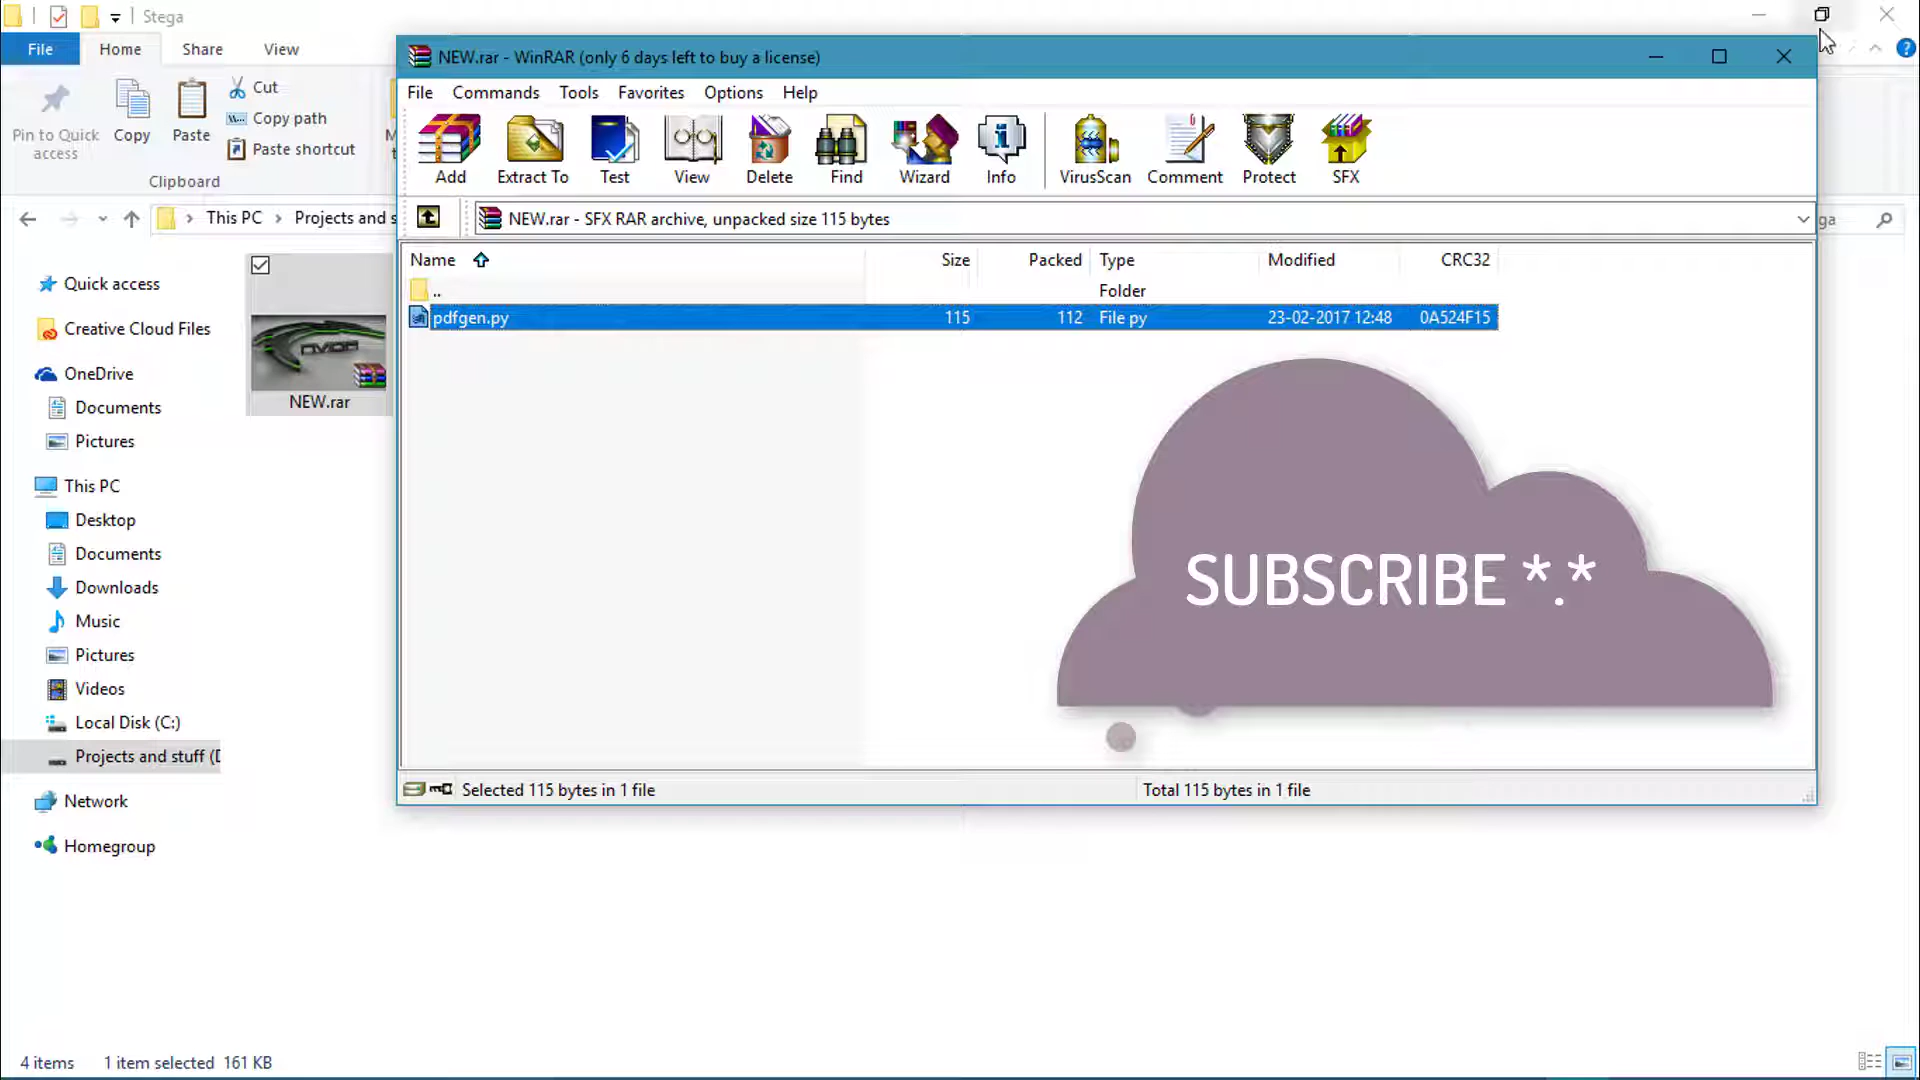 Stega
File Home Share View
Pin to Quick access
Copy
Paste
Cut
Copy path
Paste shortcut
Clipboard
This PC Projects and s
ga
Quick access
Creative Cloud Files
OneDrive
Documents
Pictures
This PC
Desktop
Documents
Downloads
Music
Pictures
Videos
Local Disk (C:)
Projects and stuff (D
Network
Homegroup
NEW.rar
4 items 1 item selected 161 KB
NEW.rar - WinRAR (only 6 days left to buy a license)
File Commands Tools Favorites Options Help
Add Extract To Test View Delete Find Wizard Info VirusScan Comment Protect SFX
NEW.rar - SFX RAR archive, unpacked size 115 bytes
Name Size Packed Type Modified CRC32
.. Folder
pdfgen.py 115 112 File py 23-02-2017 12:48 0A524F15
SUBSCRIBE *.*
Selected 115 bytes in 1 file Total 115 bytes in 1 file